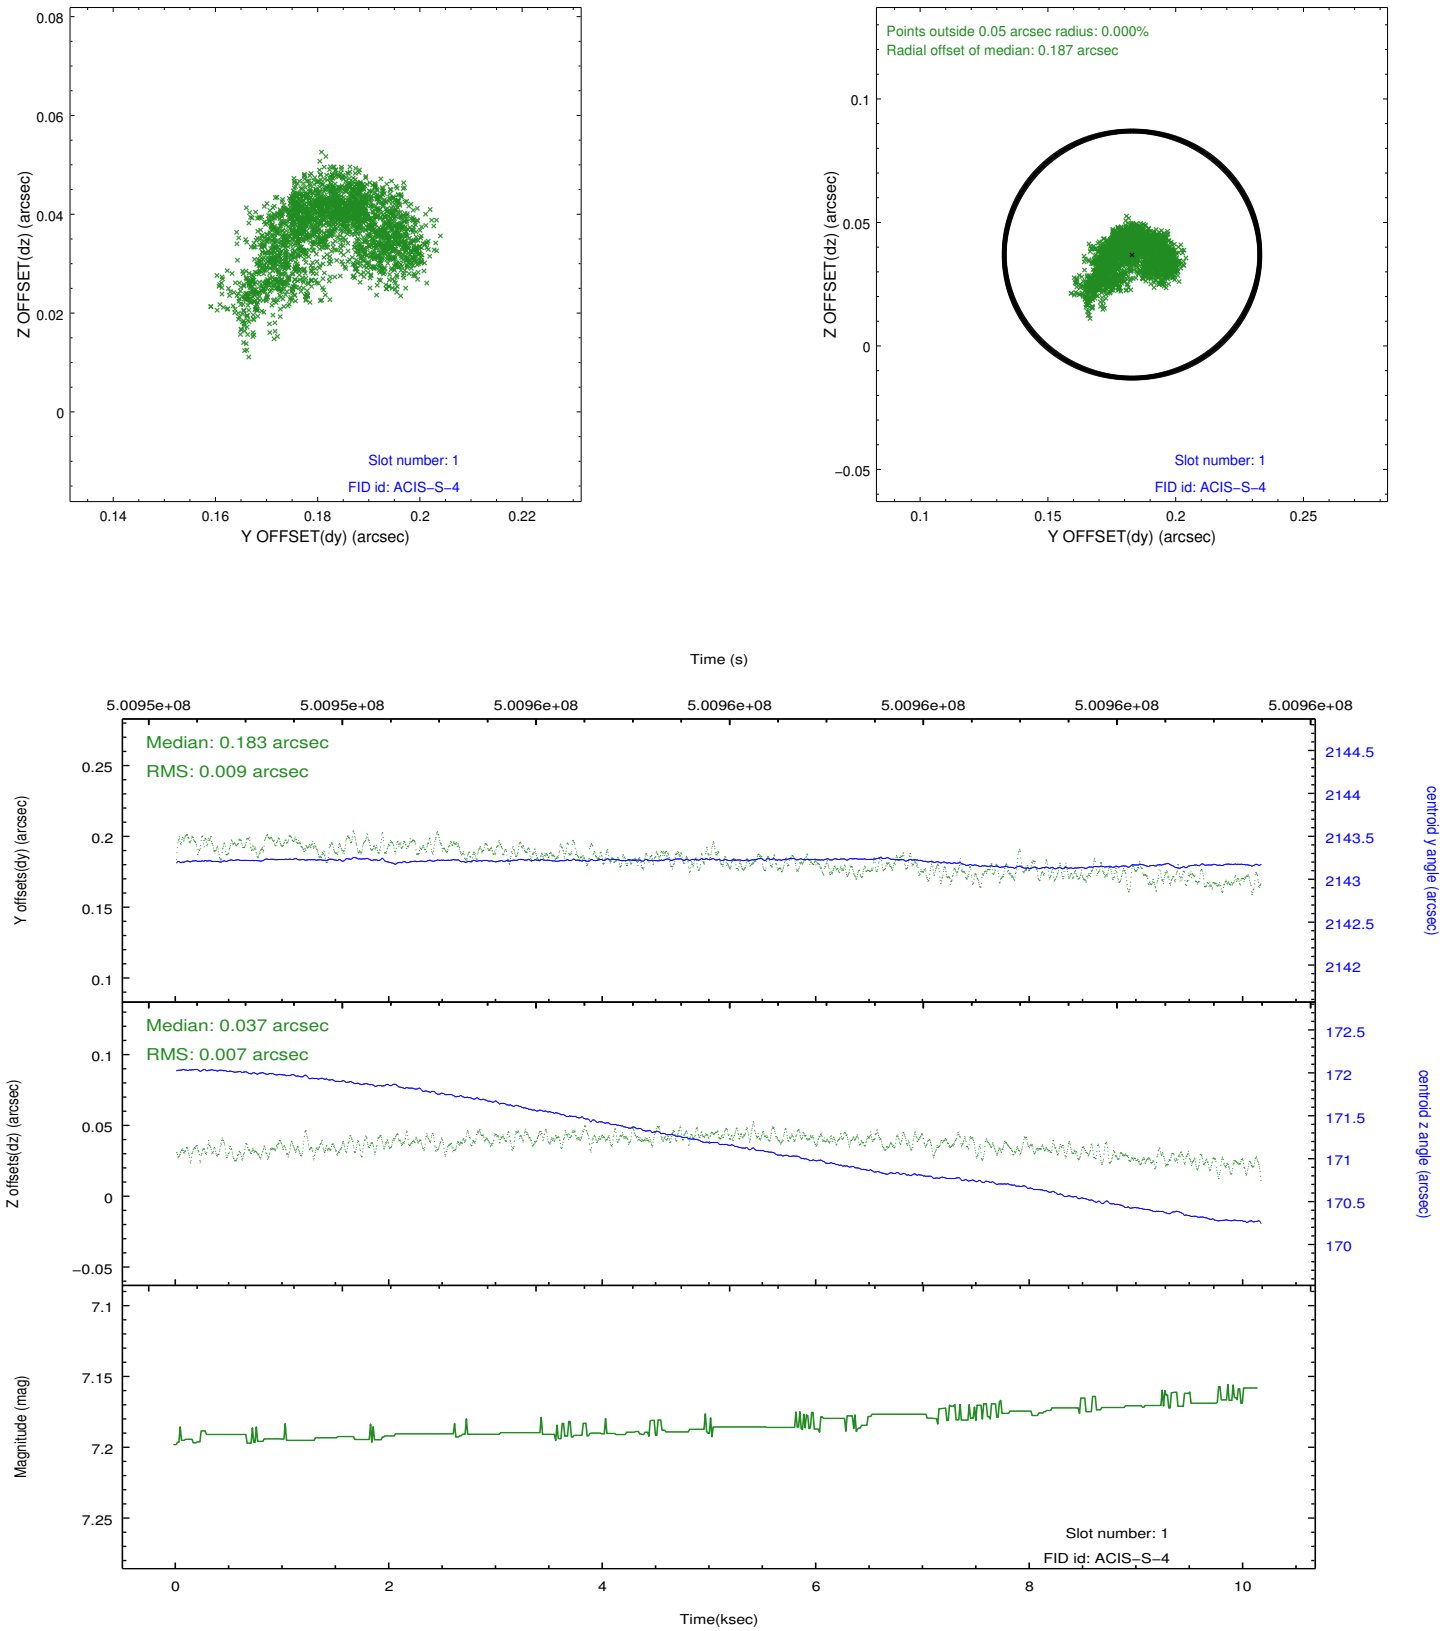 0.08
0.06
0.04
0.02
0
Z OFFSET(dz) (arcsec)
Slot number: 1
FID id: ACIS−S−4
0.14 0.16 0.18 0.2 0.22
Y OFFSET(dy) (arcsec)
Points outside 0.05 arcsec radius: 0.000%
Radial offset of median: 0.187 arcsec
0.1
0.05
0
−0.05
Z OFFSET(dz) (arcsec)
Slot number: 1
FID id: ACIS−S−4
0.1 0.15 0.2 0.25
Y OFFSET(dy) (arcsec)
Time (s)
5.0095e+08 5.0095e+08 5.0096e+08 5.0096e+08 5.0096e+08 5.0096e+08 5.0096e+08
Median: 0.183 arcsec
RMS: 0.009 arcsec
0.25
0.2
0.15
0.1
Y offsets(dy) (arcsec)
2144.5
2144
2143.5
2143
2142.5
2142
centroid y angle (arcsec)
Median: 0.037 arcsec
RMS: 0.007 arcsec
0.1
0.05
0
−0.05
Z offsets(dz) (arcsec)
172.5
172
171.5
171
170.5
170
centroid z angle (arcsec)
7.1
7.15
7.2
7.25
Magnitude (mag)
Slot number: 1
FID id: ACIS−S−4
0 2 4 6 8 10
Time(ksec)